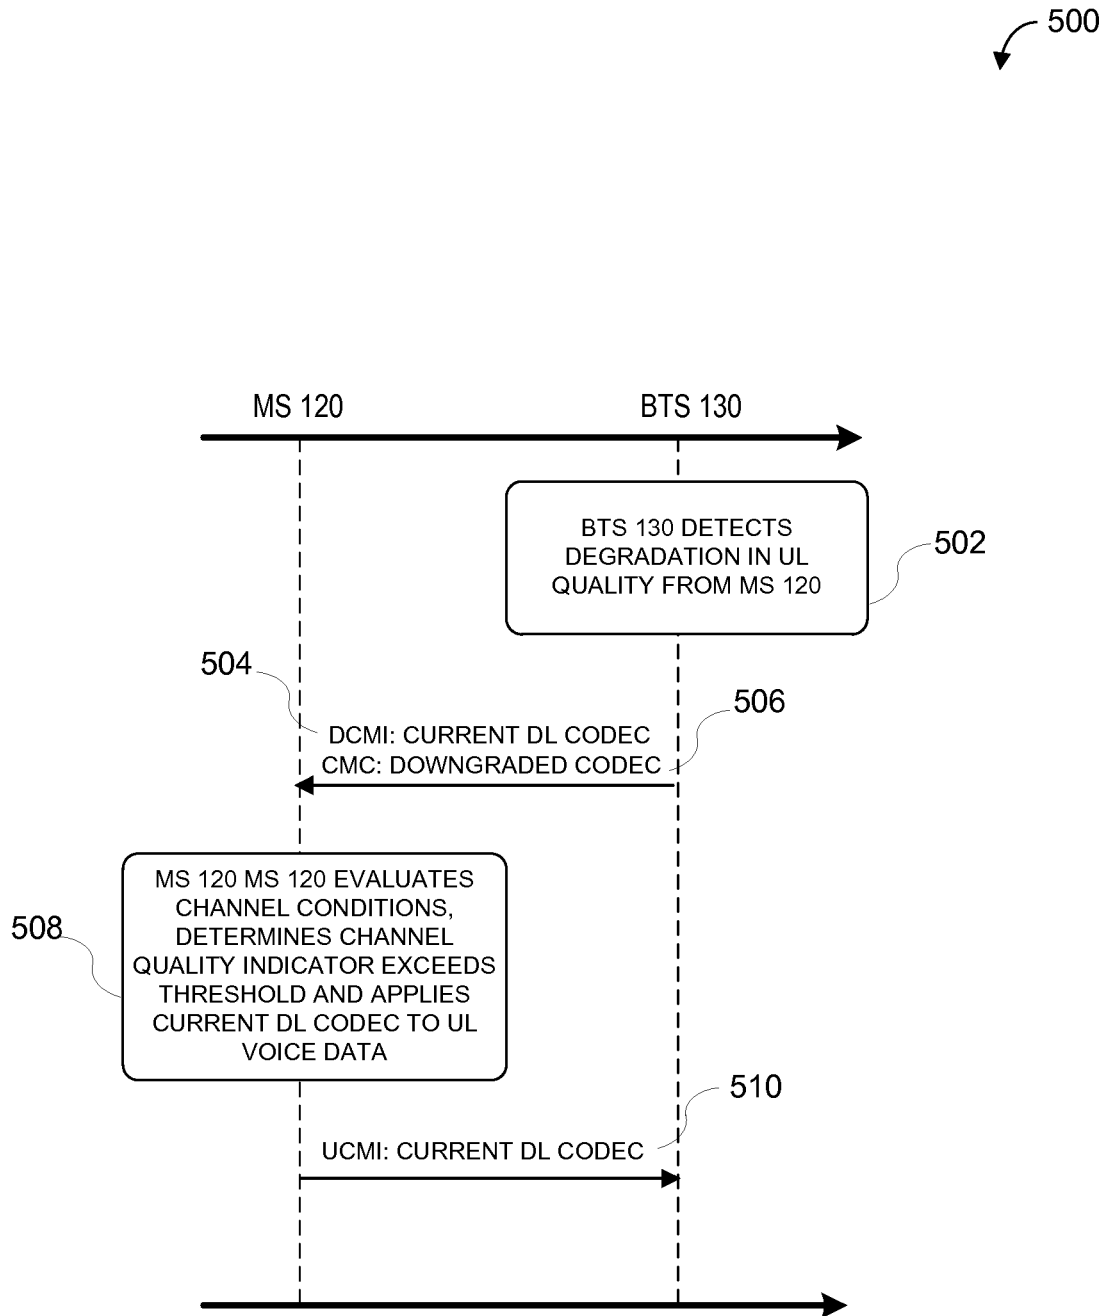 500
MS 120
BTS 130
BTS 130 DETECTS
DEGRADATION IN UL
QUALITY FROM MS 120
502
504
506
DCMI: CURRENT DL CODEC
CMC: DOWNGRADED CODEC
MS 120 MS 120 EVALUATES
CHANNEL CONDITIONS,
DETERMINES CHANNEL
QUALITY INDICATOR EXCEEDS
THRESHOLD AND APPLIES
CURRENT DL CODEC TO UL
VOICE DATA
508
510
UCMI: CURRENT DL CODEC